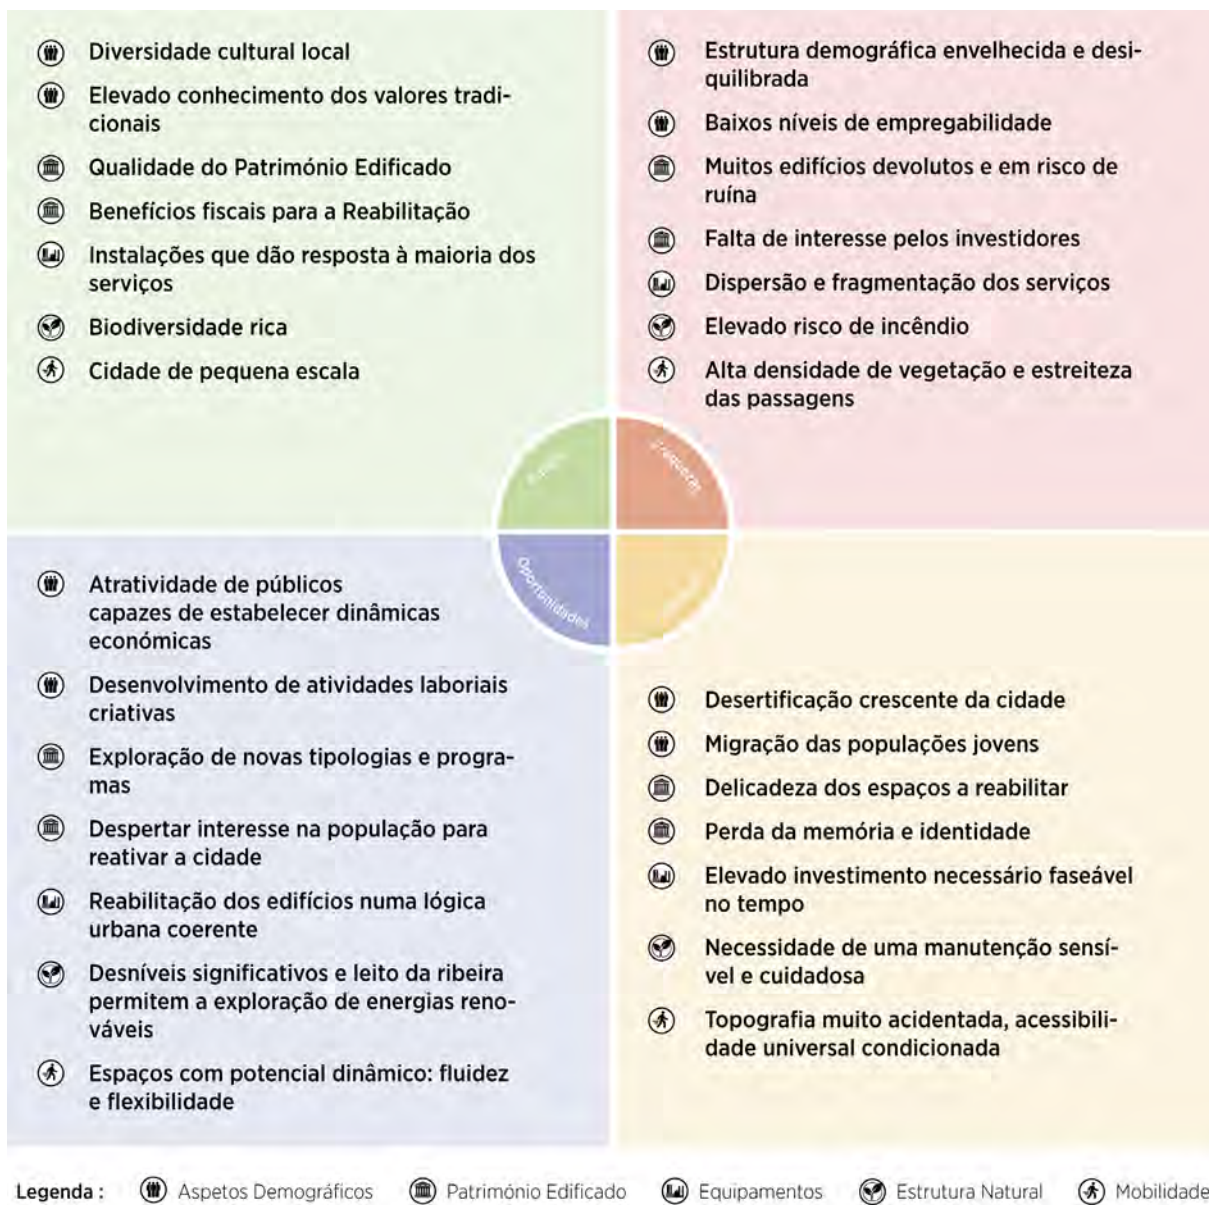 Diversidade cultural local
Elevado conhecimento dos valores tradi-
cionais
Qualidade do Património Edificado
Benefícios fiscais para a Reabilitação
Instalações que dão resposta à maioria dos
serviços
Biodiversidade rica
Cidade de pequena escala
Estrutura demográfica envelhecida e desi-
quilibrada
Baixos níveis de empregabilidade
Muitos edifícios devolutos e em risco de
ruína
Falta de interesse pelos investidores
Dispersão e fragmentação dos serviços
Elevado risco de incêndio
Alta densidade de vegetação e estreiteza
das passagens
Fraquezas
Oportunidades
Atratividade de públicos
capazes de estabelecer dinâmicas
económicas
Desenvolvimento de atividades laboriais
criativas
Exploração de novas tipologias e progra-
mas
Despertar interesse na população para
reativar a cidade
Reabilitação dos edifícios numa lógica
urbana coerente
Desníveis significativos e leito da ribeira
permitem a exploração de energias reno-
váveis
Espaços com potencial dinâmico: fluidez
e flexibilidade
Desertificação crescente da cidade
Migração das populações jovens
Delicadeza dos espaços a reabilitar
Perda da memória e identidade
Elevado investimento necessário faseável
no tempo
Necessidade de uma manutenção sensí-
vel e cuidadosa
Topografia muito acidentada, acessibili-
dade universal condicionada
Legenda : Aspetos Demográficos Património Edificado Equipamentos Estrutura Natural Mobilidade